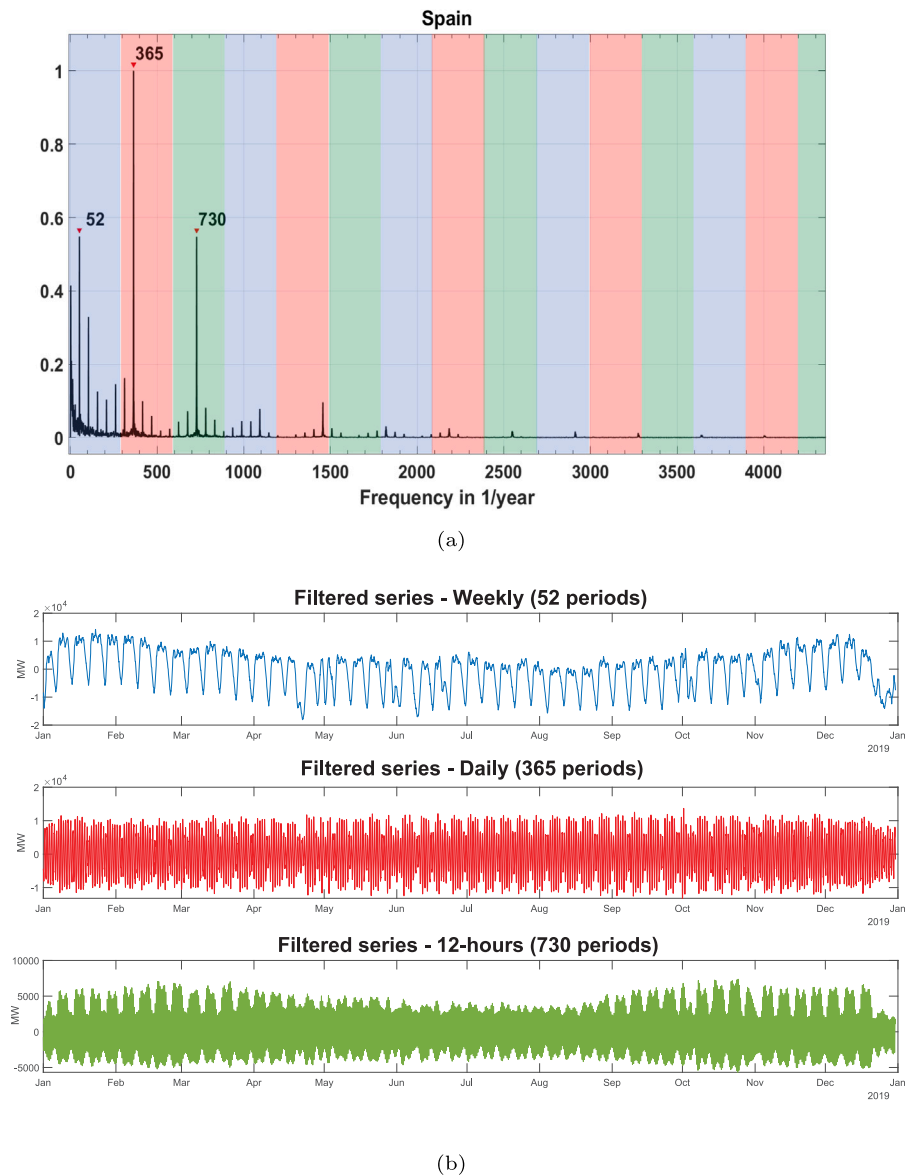 Spain
365
52
730
1
0.8
0.6
0.4
0.2
0
0 500 1000 1500 2000 2500 3000 3500 4000
Frequency in 1/year
(a)
Filtered series - Weekly (52 periods)
×10⁴
2
1
0
-1
-2
MW
Jan Feb Mar Apr May Jun Jul Aug Sep Oct Nov Dec Jan
2019
Filtered series - Daily (365 periods)
×10⁴
2
1
0
-1
MW
Jan Feb Mar Apr May Jun Jul Aug Sep Oct Nov Dec Jan
2019
Filtered series - 12-hours (730 periods)
10000
5000
0
-5000
MW
Jan Feb Mar Apr May Jun Jul Aug Sep Oct Nov Dec Jan
2019
(b)